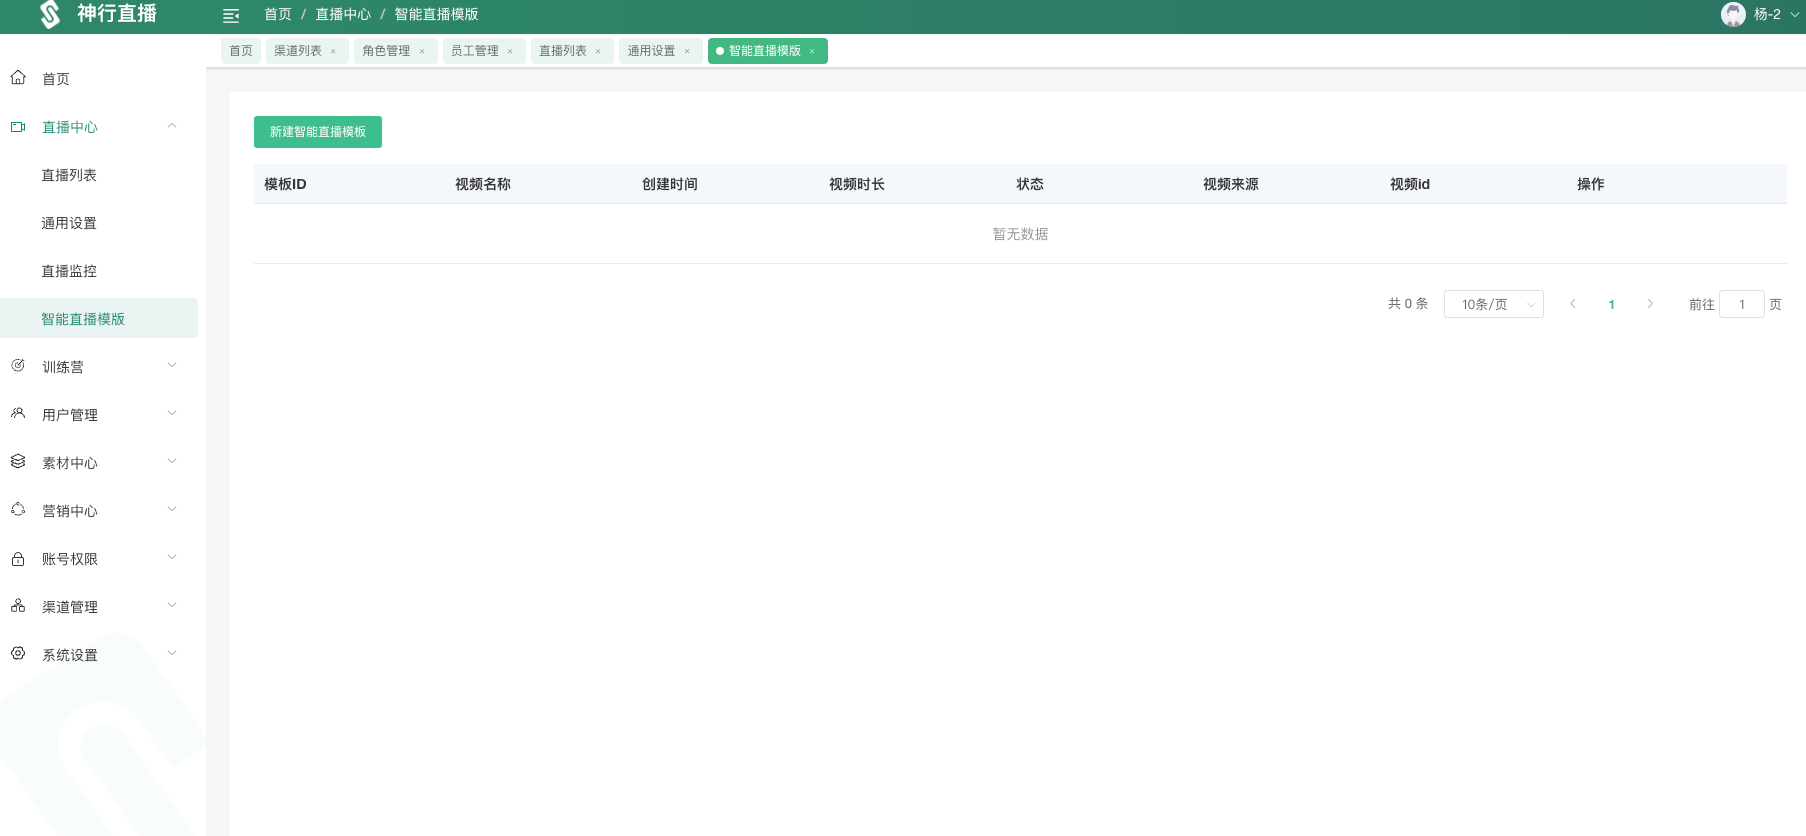 神行直播
首页 / 直播中心 / 智能直播模版
杨-2
首页 渠道列表 × 角色管理 × 员工管理 × 直播列表 × 通用设置 × 智能直播模版 ×
首页
直播中心
直播列表
通用设置
直播监控
智能直播模版
训练营
用户管理
素材中心
营销中心
账号权限
渠道管理
系统设置
新建智能直播模板
模板ID 视频名称 创建时间 视频时长 状态 视频来源 视频id 操作
暂无数据
共 0 条 10条/页 1 前往 1 页